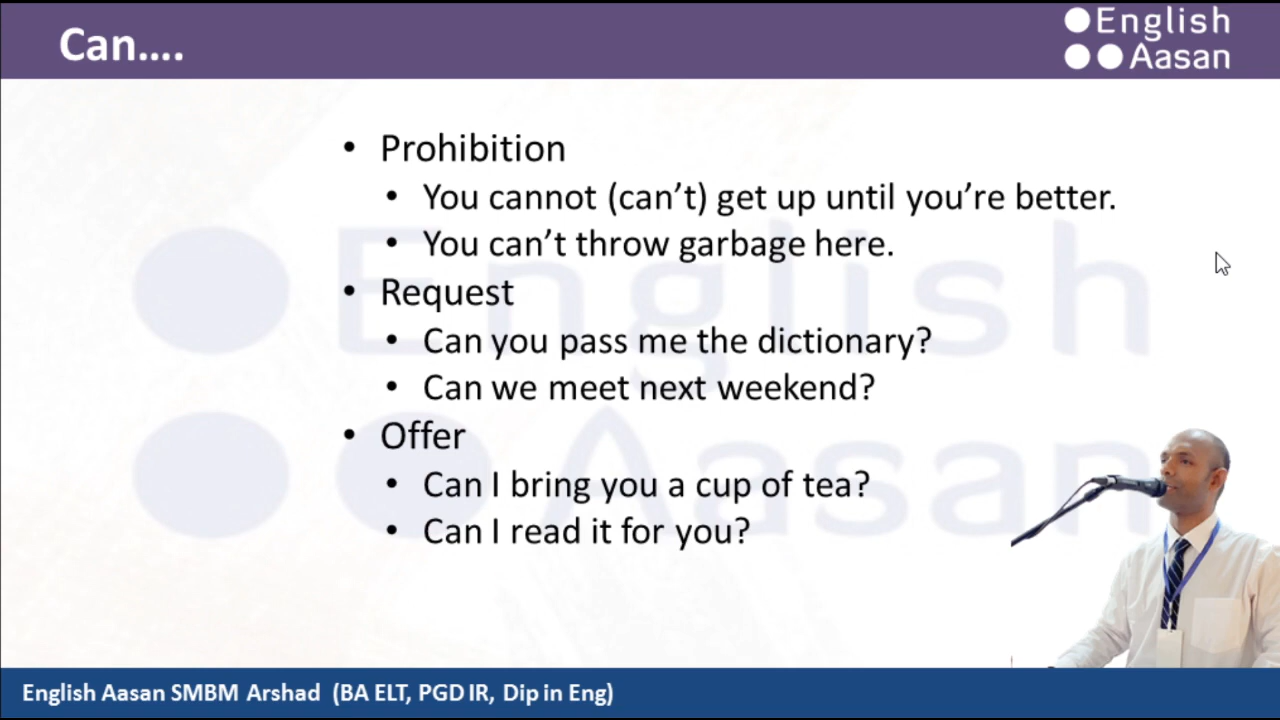 Can....
English
Aasan
• Prohibition
• You cannot (can’t) get up until you’re better.
• You can’t throw garbage here.
• Request
• Can you pass me the dictionary?
• Can we meet next weekend?
• Offer
• Can I bring you a cup of tea?
• Can I read it for you?
English
Aasan
English Aasan SMBM Arshad (BA ELT, PGD IR, Dip in Eng)